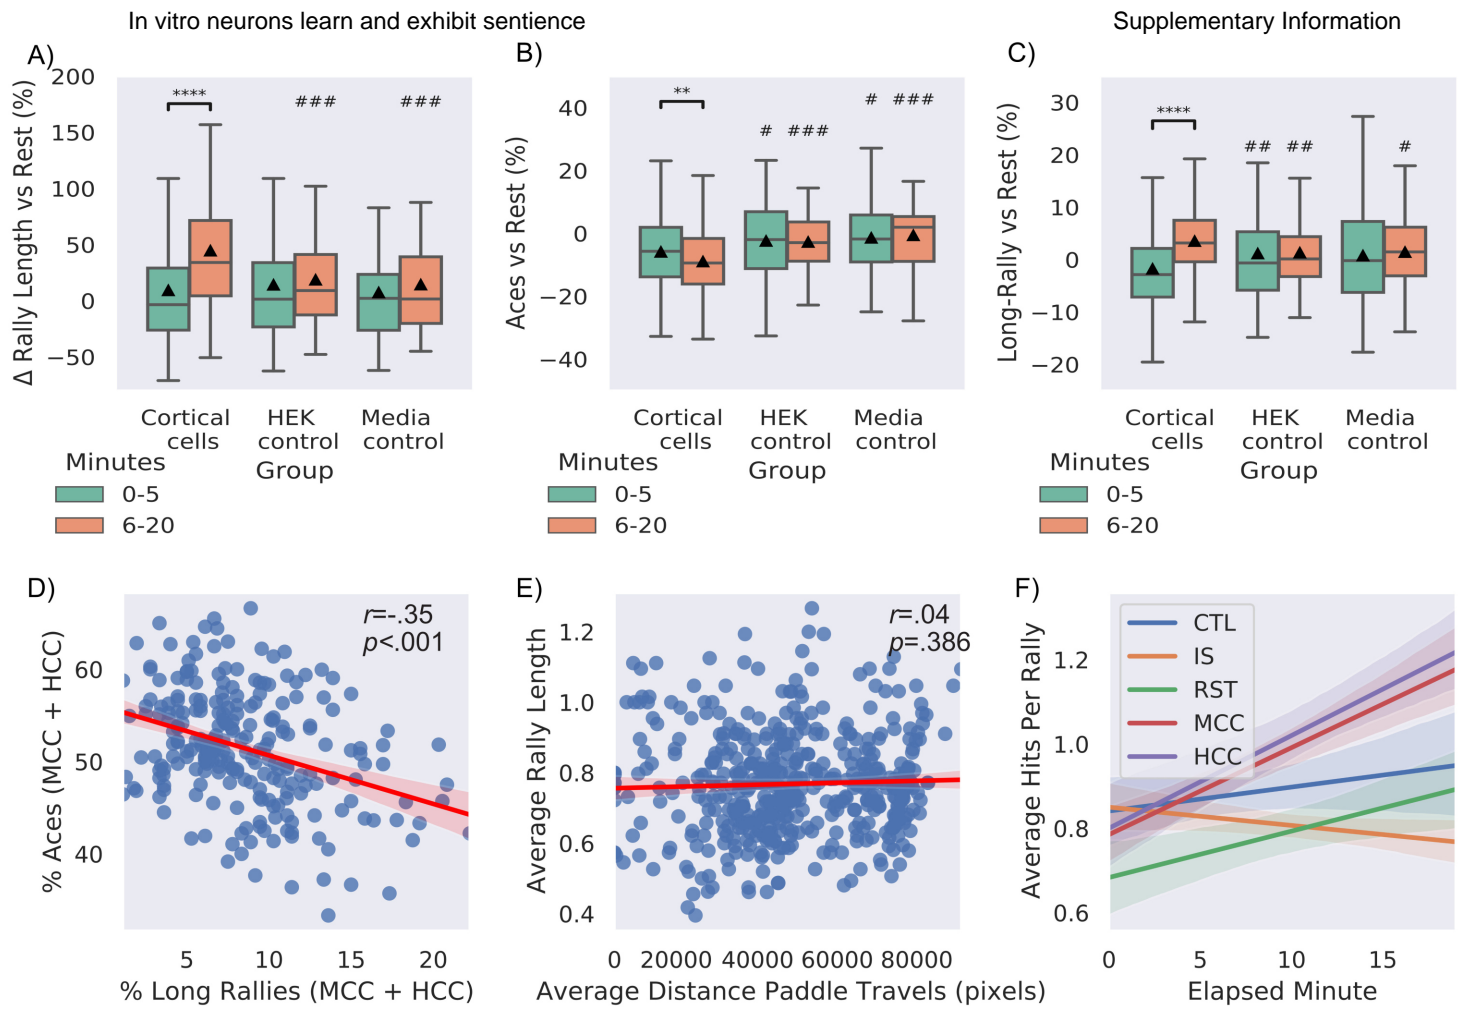 In vitro neurons learn and exhibit sentience
Supplementary Information
A)
Δ Rally Length vs Rest (%)
200
150
100
50
0
−50
****
###
###
Cortical cells
HEK control
Media control
Group
Minutes
0-5
6-20
B)
Aces vs Rest (%)
40
20
0
−20
−40
**
#
###
#
###
Cortical cells
HEK control
Media control
Group
Minutes
0-5
6-20
C)
Long-Rally vs Rest (%)
30
20
10
0
−10
−20
****
##
##
#
Cortical cells
HEK control
Media control
Group
Minutes
0-5
6-20
D)
% Aces (MCC + HCC)
60
50
40
r=-.35
p<.001
5 10 15 20
% Long Rallies (MCC + HCC)
E)
Average Rally Length
1.2
1.0
0.8
0.6
0.4
r=.04
p=.386
0 20000 40000 60000 80000
Average Distance Paddle Travels (pixels)
F)
Average Hits Per Rally
1.2
1.0
0.8
0.6
CTL
IS
RST
MCC
HCC
0 5 10 15
Elapsed Minute